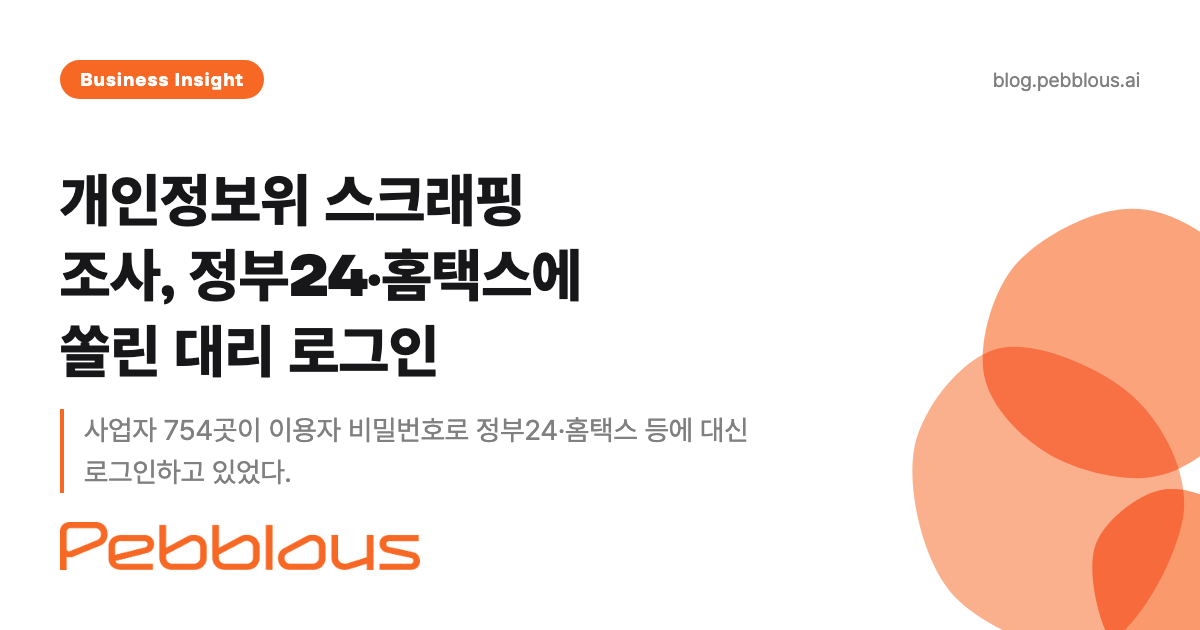 Business Insight
blog.pebblous.ai
개인정보위 스크래핑
조사, 정부24·홈택스에
쏠린 대리 로그인
사업자 754곳이 이용자 비밀번호로 정부24·홈택스 등에 대신
로그인하고 있었다.
Pebblous